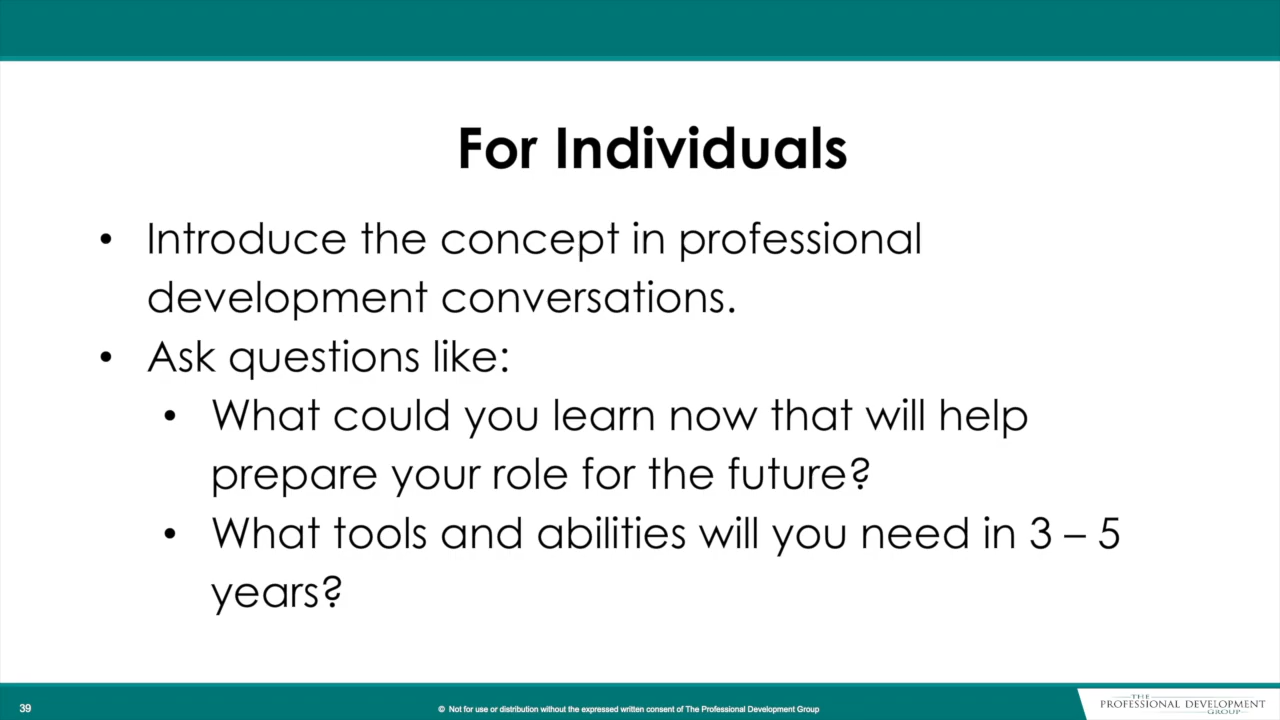 For Individuals
• Introduce the concept in professional
development conversations.
• Ask questions like:
• What could you learn now that will help
prepare your role for the future?
• What tools and abilities will you need in 3 – 5
years?
39
© Not for use or distribution without the expressed written consent of The Professional Development Group
THE
PROFESSIONAL DEVELOPMENT
GROUP